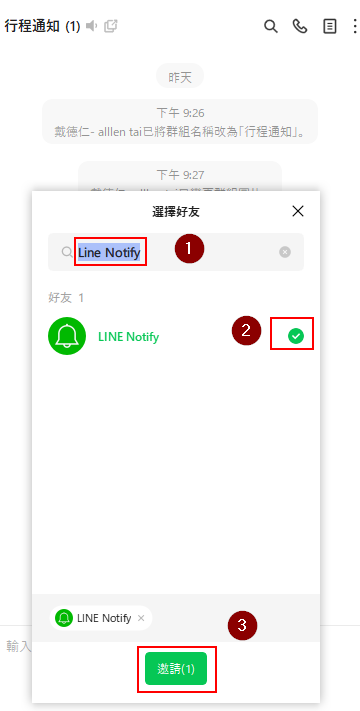 行程通知 (1)
昨天
下午 9:26
戴德仁- alllen tai已將群組名稱改為「行程通知」。
下午 9:27
選擇好友
Line Notify
1
好友 1
LINE Notify
2
LINE Notify
3
輸入
邀請(1)